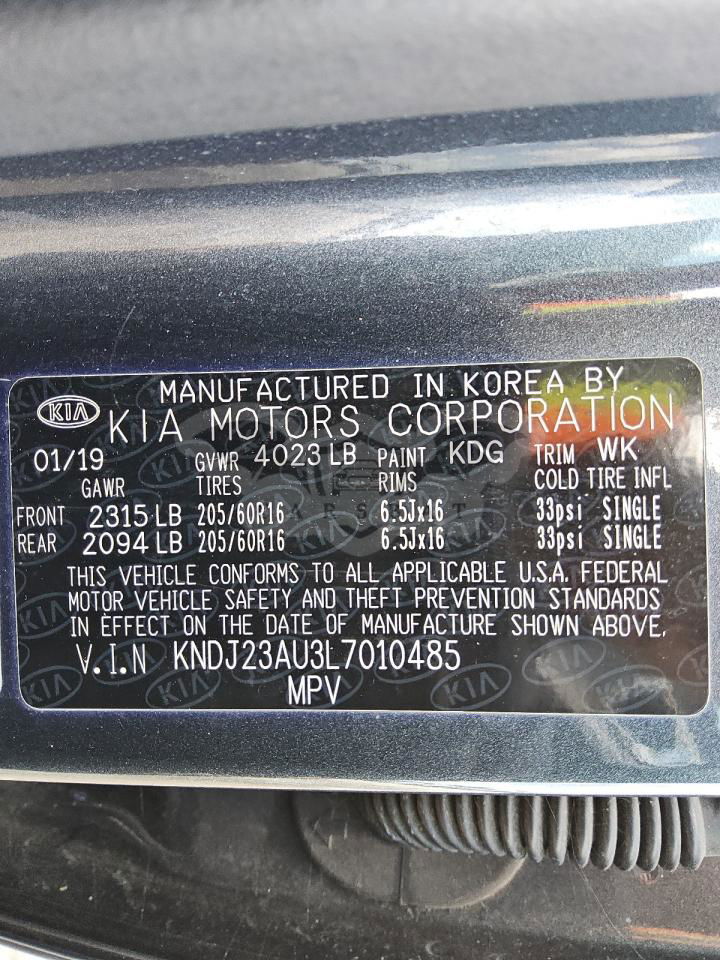 MANUFACTURED IN KOREA BY
KIA KIA MOTORS CORPORATION
01/19 GVWR 4023 LB PAINT KDG TRIM WK
GAWR TIRES RIMS COLD TIRE INFL
FRONT 2315 LB 205/60R16 6.5Jx16 33psi SINGLE
REAR 2094 LB 205/60R16 6.5Jx16 33psi SINGLE
THIS VEHICLE CONFORMS TO ALL APPLICABLE U.S.A. FEDERAL
MOTOR VEHICLE SAFETY AND THEFT PREVENTION STANDARDS
IN EFFECT ON THE DATE OF MANUFACTURE SHOWN ABOVE.
V.I.N KNDJ23AU3L7010485
MPV